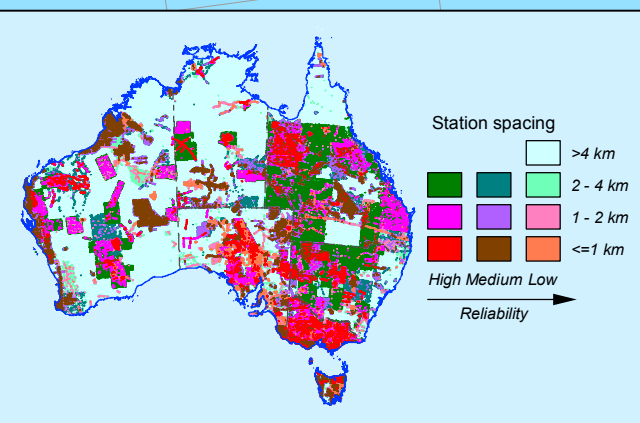 Station spacing
>4 km
2 - 4 km
1 - 2 km
<=1 km
High Medium Low
Reliability